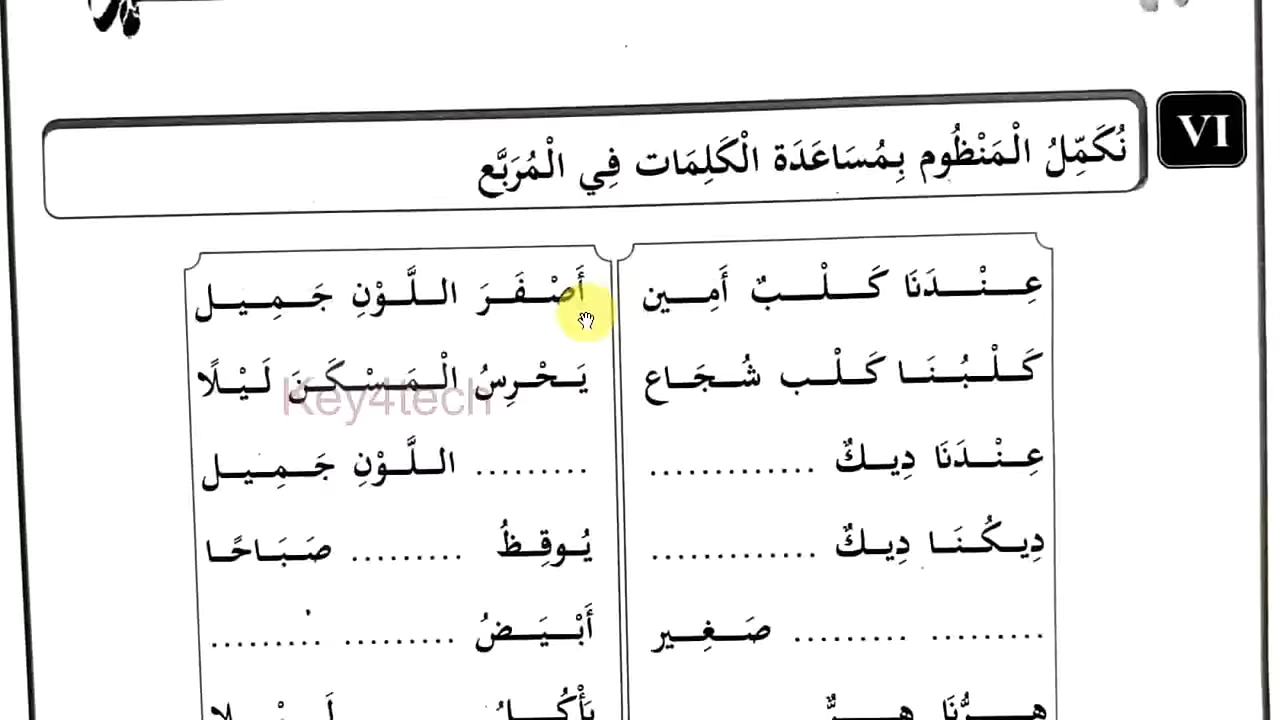 VI
نُكَمِّلُ الْمَنْظُوم بِمُسَاعَدَة الْكَلِمَات فِي الْمُرَبَّع
عِنْدَنَا كَلْبٌ أَمِين أَصْفَرَ اللَّوْنِ جَمِيل
كَلْبُنَا كَلْب شُجَاع يَحْرِسُ الْمَسْكَنَ لَيْلًا
Key4tech
عِنْدَنَا دِيكٌ ............. ......... اللَّوْنِ جَمِيل
دِيكُنَا دِيكٌ ............. يُوقِظُ ......... صَبَاحًا
......... ......... صَغِير أَبْيَضُ ......... .........
هِرُّنَا هِرٌّ يَأْكُلُ